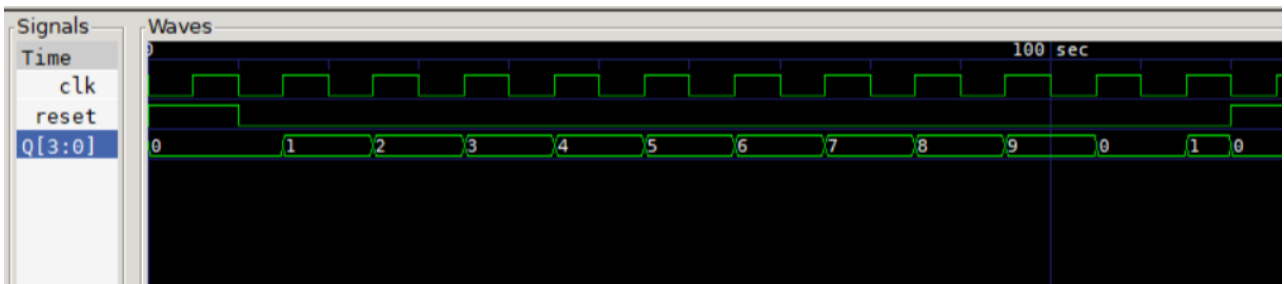 Signals Waves
Time 0 100 sec
clk
reset
Q[3:0] 0 1 2 3 4 5 6 7 8 9 0 1 0